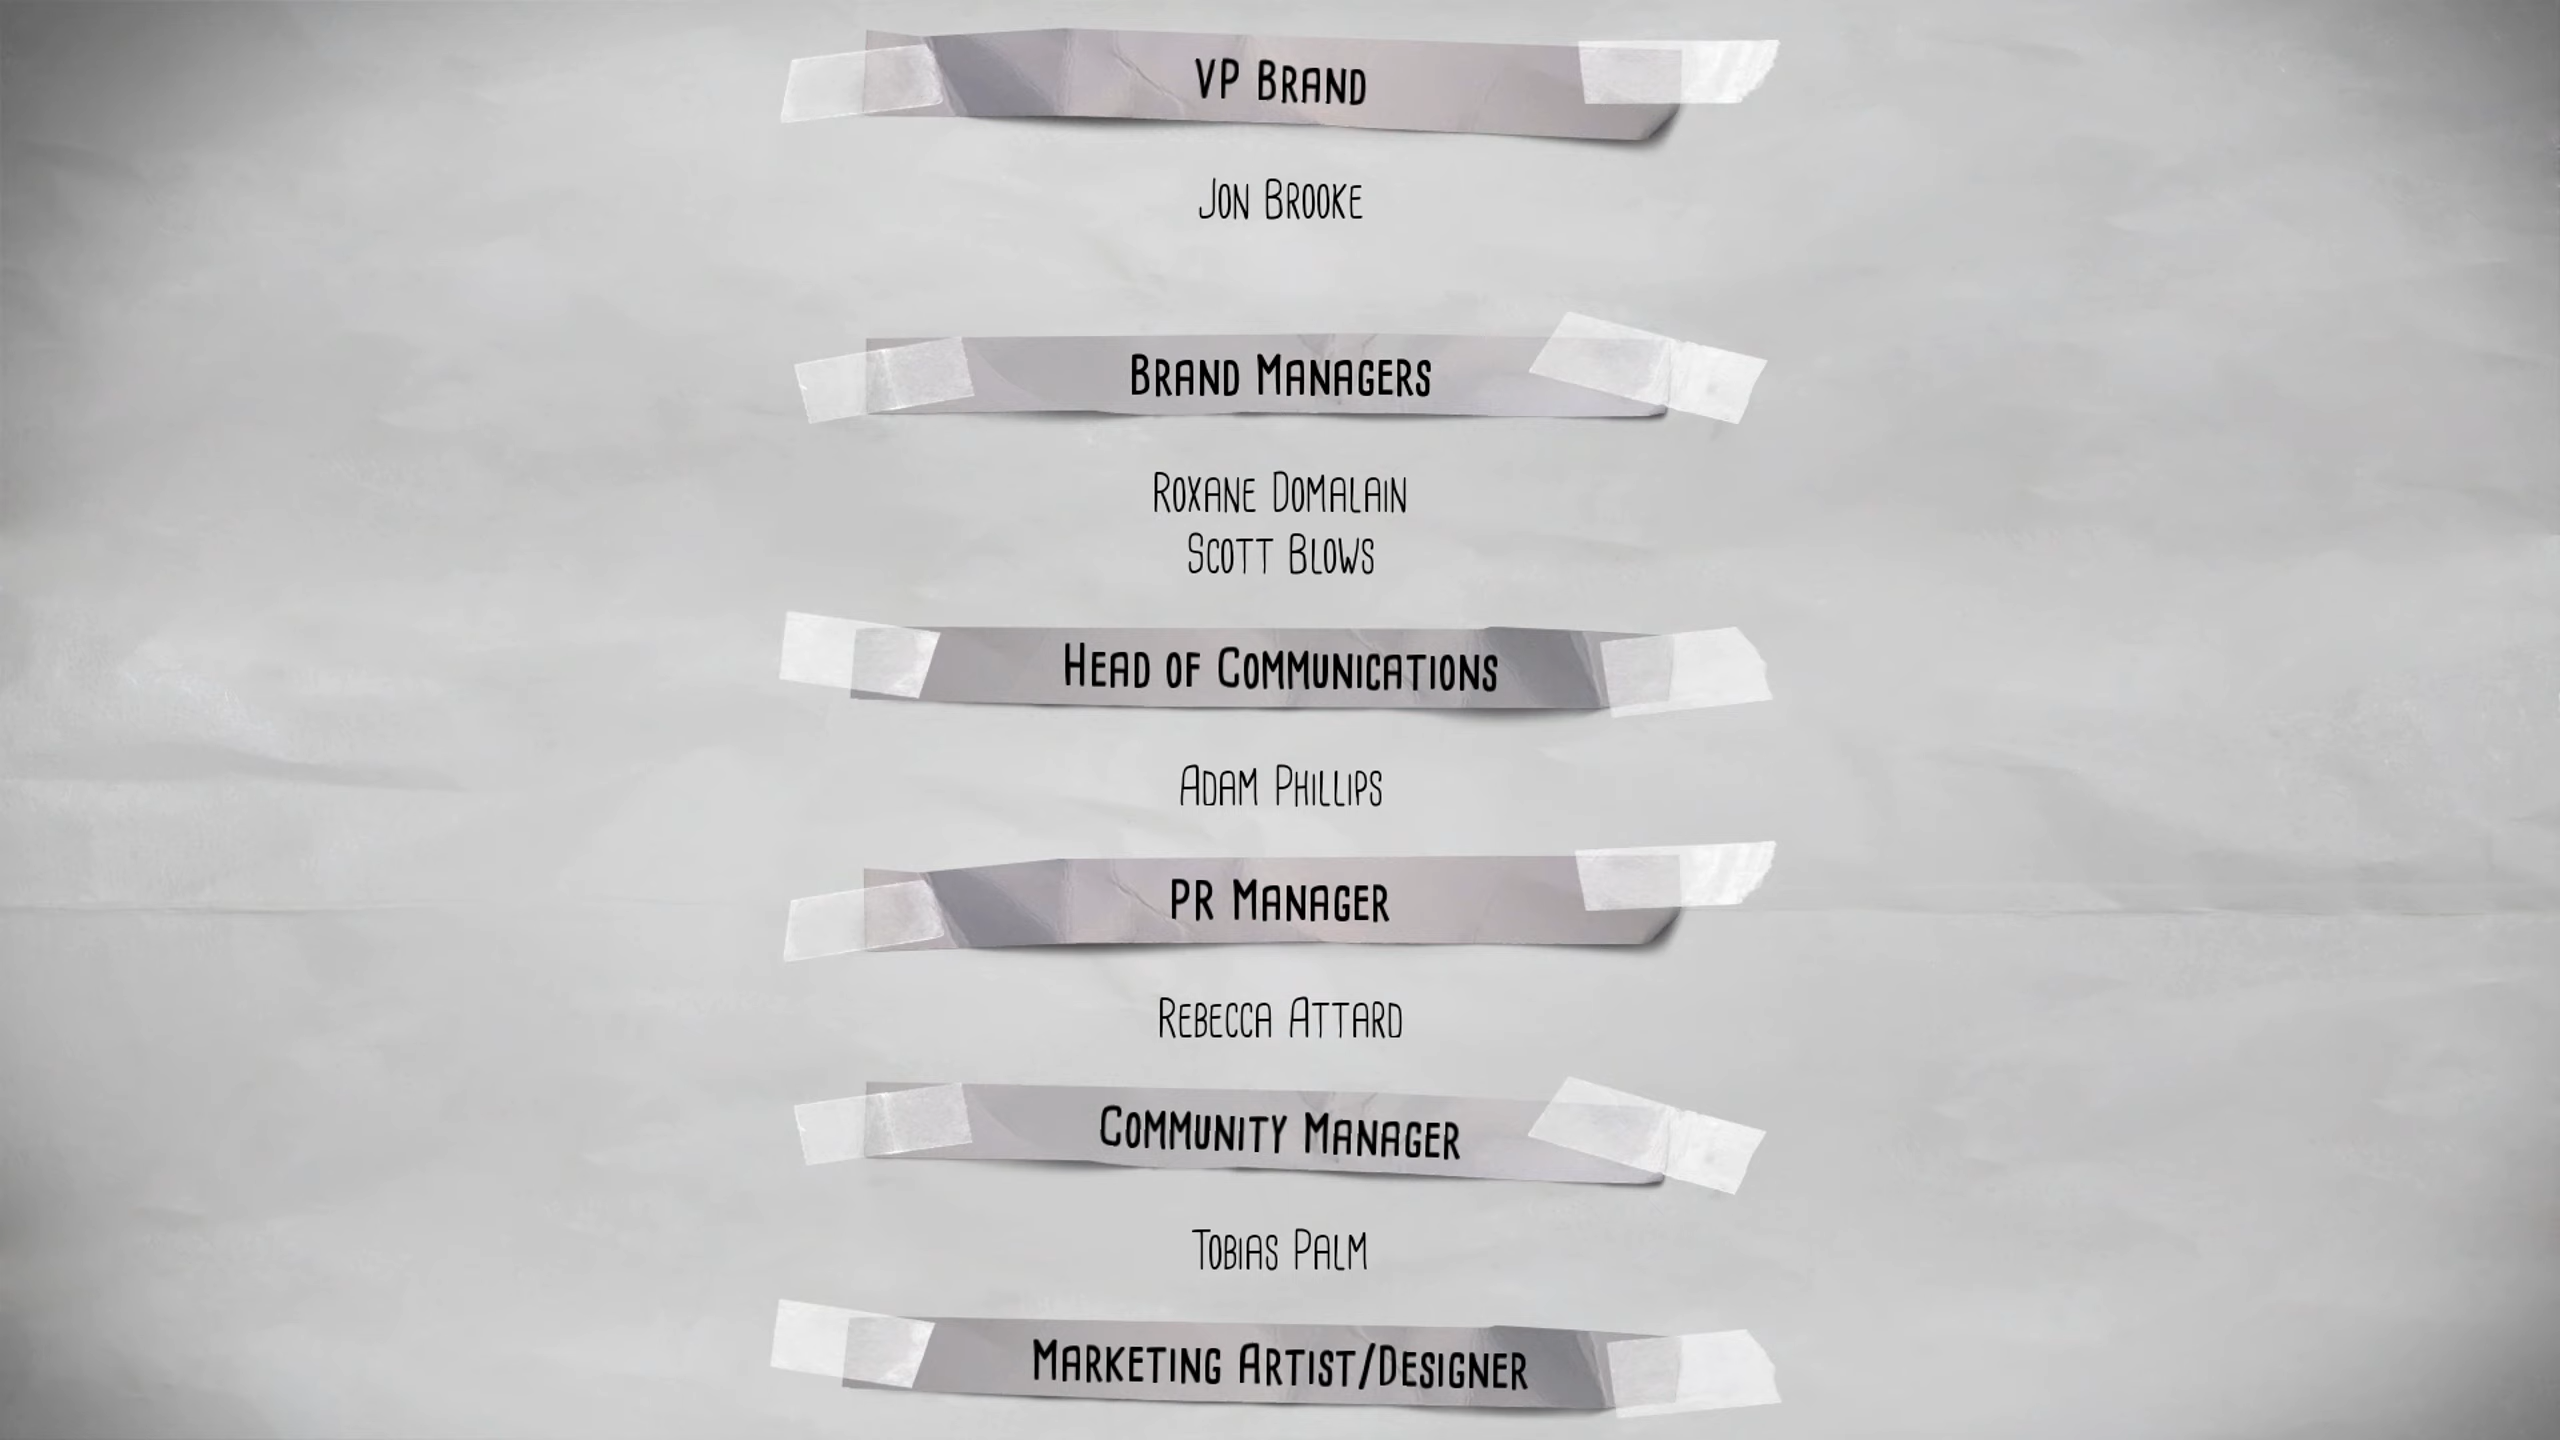 VP Brand
Jon Brooke
Brand Managers
Roxane Domalain
Scott Blows
Head of Communications
Adam Phillips
PR Manager
Rebecca Attard
Community Manager
Tobias Palm
Marketing Artist/Designer